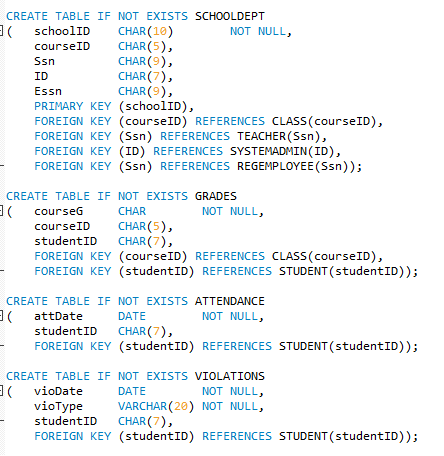 CREATE TABLE IF NOT EXISTS SCHOOLDEPT
( schoolID CHAR(10) NOT NULL,
courseID CHAR(5),
Ssn CHAR(9),
ID CHAR(7),
Essn CHAR(9),
PRIMARY KEY (schoolID),
FOREIGN KEY (courseID) REFERENCES CLASS(courseID),
FOREIGN KEY (Ssn) REFERENCES TEACHER(Ssn),
FOREIGN KEY (ID) REFERENCES SYSTEMADMIN(ID),
FOREIGN KEY (Ssn) REFERENCES REGEMPLOYEE(Ssn));
CREATE TABLE IF NOT EXISTS GRADES
( courseG CHAR NOT NULL,
courseID CHAR(5),
studentID CHAR(7),
FOREIGN KEY (courseID) REFERENCES CLASS(courseID),
FOREIGN KEY (studentID) REFERENCES STUDENT(studentID));
CREATE TABLE IF NOT EXISTS ATTENDANCE
( attDate DATE NOT NULL,
studentID CHAR(7),
FOREIGN KEY (studentID) REFERENCES STUDENT(studentID));
CREATE TABLE IF NOT EXISTS VIOLATIONS
( vioDate DATE NOT NULL,
vioType VARCHAR(20) NOT NULL,
studentID CHAR(7),
FOREIGN KEY (studentID) REFERENCES STUDENT(studentID));